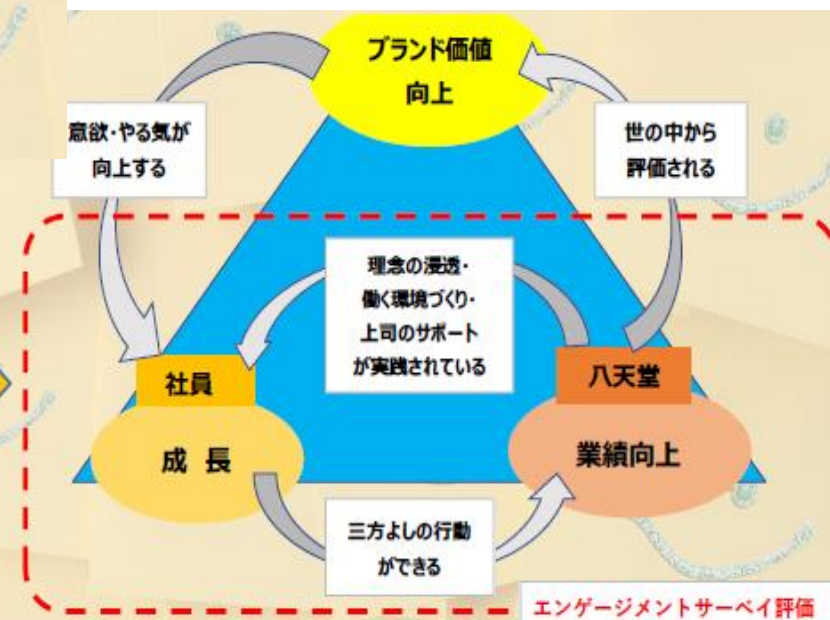 ブランド価値
向上
意欲・やる気が
向上する
世の中から
評価される
理念の浸透・
働く環境づくり・
上司のサポート
が実践されている
社員
成 長
八天堂
業績向上
三方よしの行動
ができる
エンゲージメントサーベイ評価